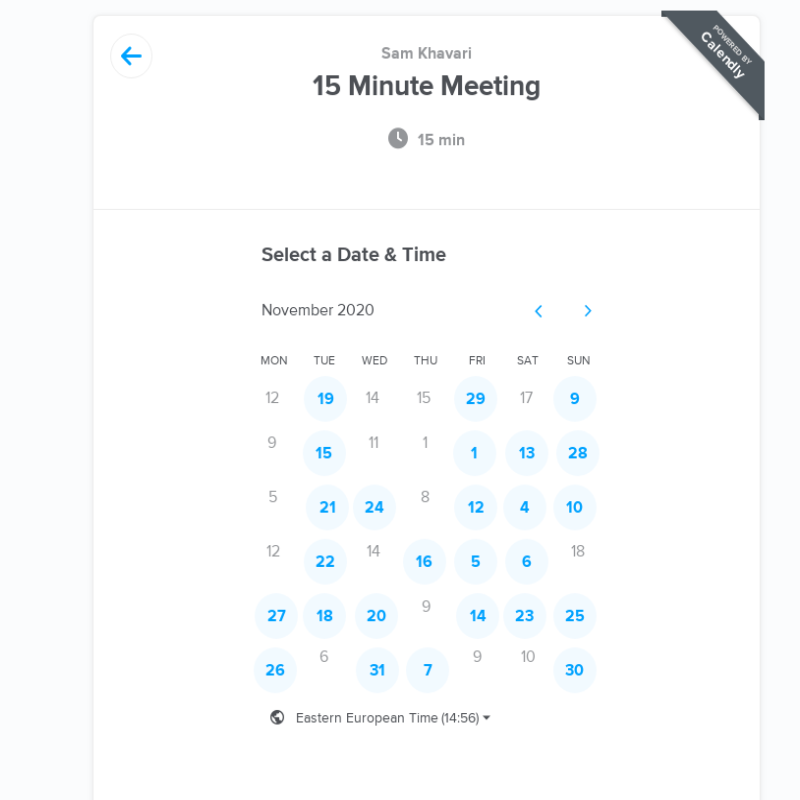 POWERED BY
Calendly
Sam Khavari
15 Minute Meeting
15 min
Select a Date & Time
November 2020
MON TUE WED THU FRI SAT SUN
12 19 14 15 29 17 9
9 15 11 1 1 13 28
5 21 24 8 12 4 10
12 22 14 16 5 6 18
27 18 20 9 14 23 25
26 6 31 7 9 10 30
Eastern European Time (14:56)